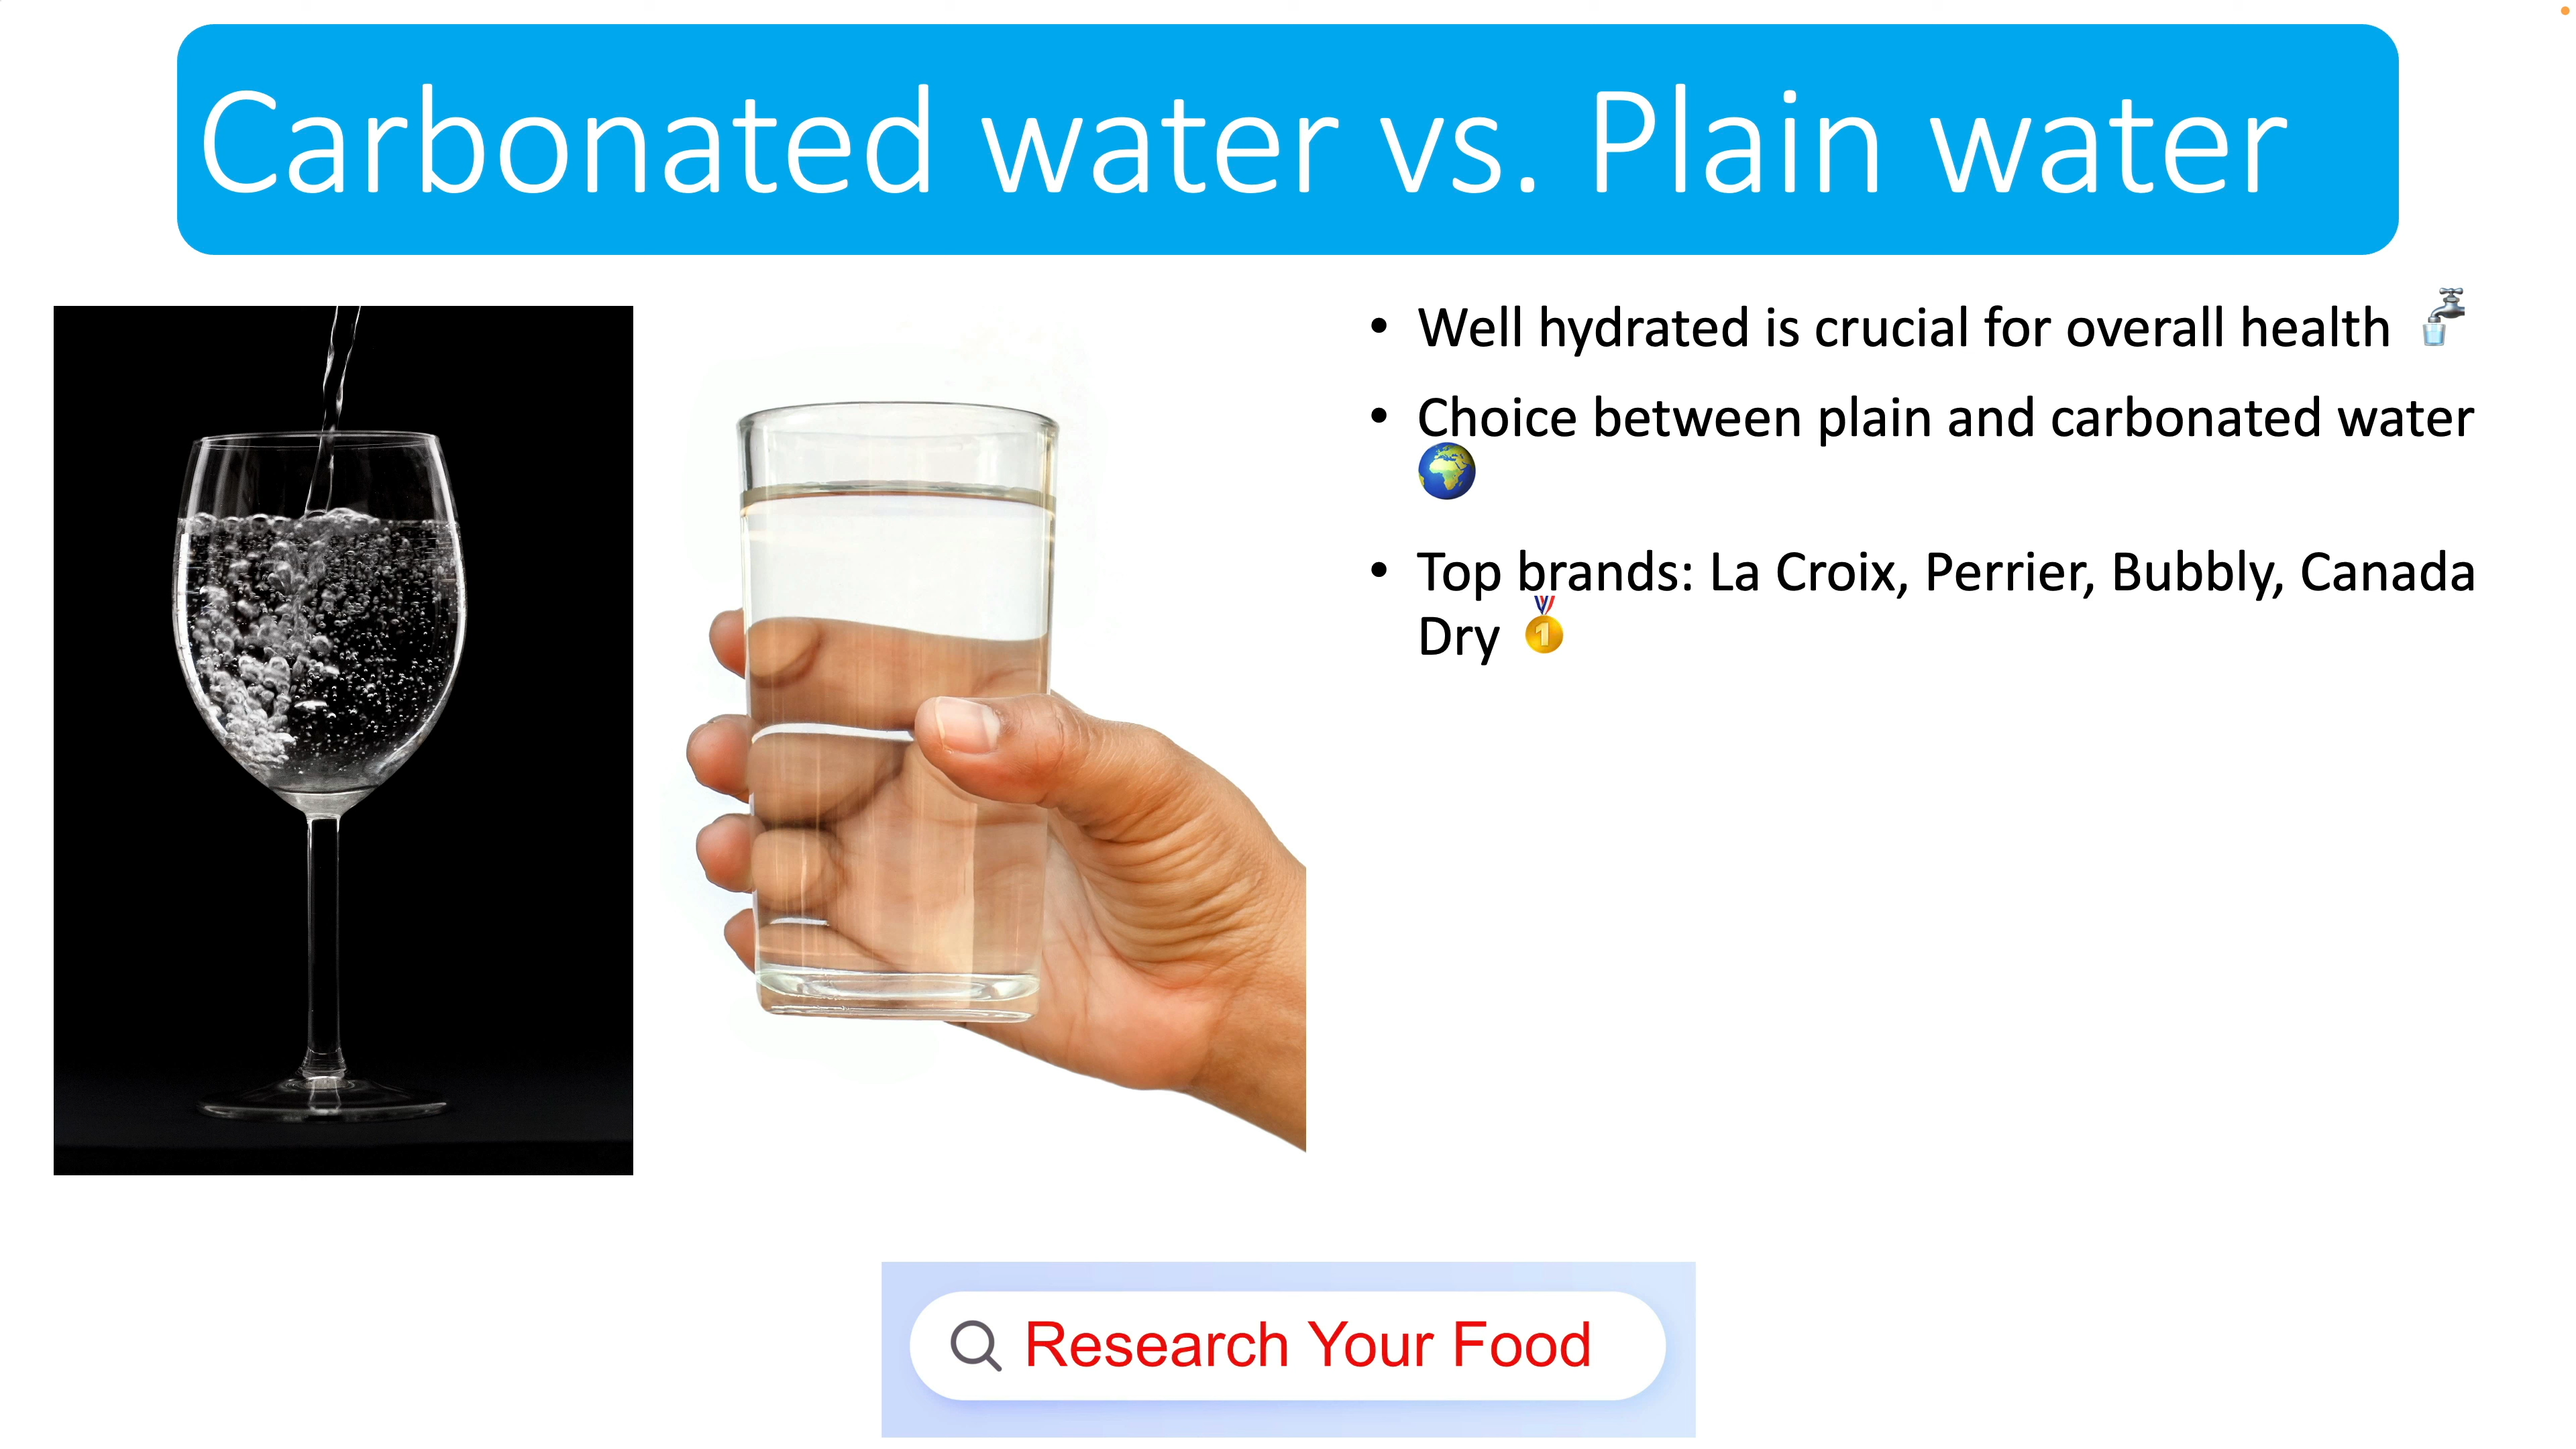 Carbonated water vs. Plain water
• Well hydrated is crucial for overall health 🚰
• Choice between plain and carbonated water
🌍
• Top brands: La Croix, Perrier, Bubbly, Canada
Dry 🥇
Research Your Food